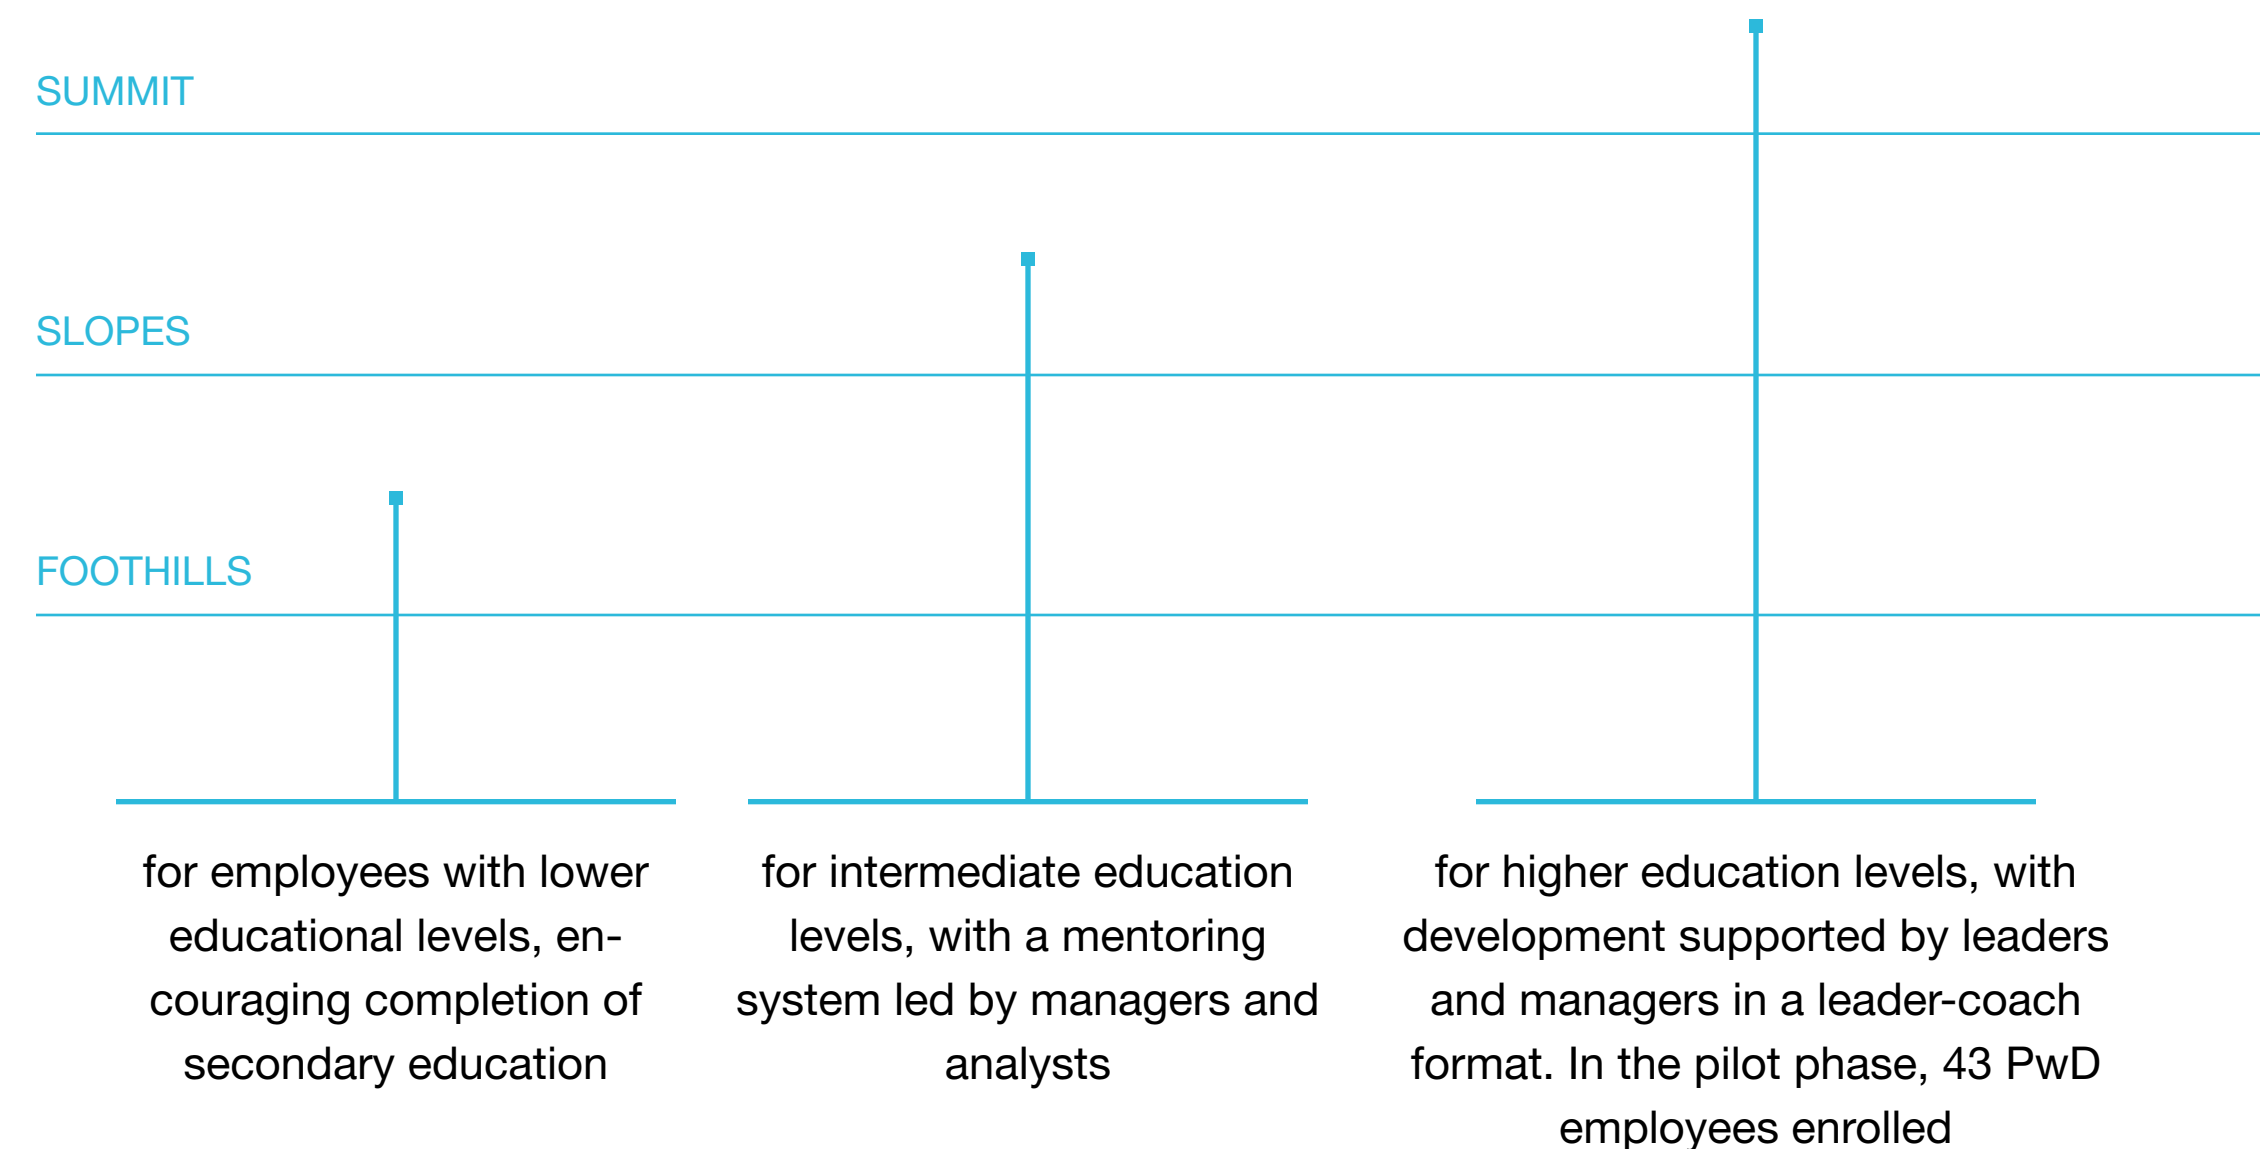 SUMMIT
SLOPES
FOOTHILLS
for employees with lower
educational levels, en-
couraging completion of
secondary education
for intermediate education
levels, with a mentoring
system led by managers and
analysts
for higher education levels, with
development supported by leaders
and managers in a leader-coach
format. In the pilot phase, 43 PwD
employees enrolled